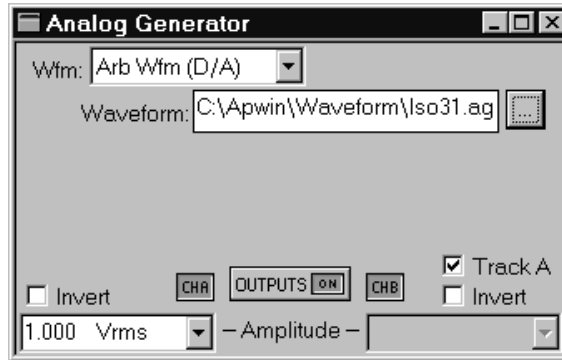 Analog Generator
Wfm: Arb Wfm (D/A)
Waveform: C:\Apwin\Waveform\Iso31.ag ...
Track A
Invert CHA OUTPUTS ON CHB Invert
1.000 Vrms – Amplitude –